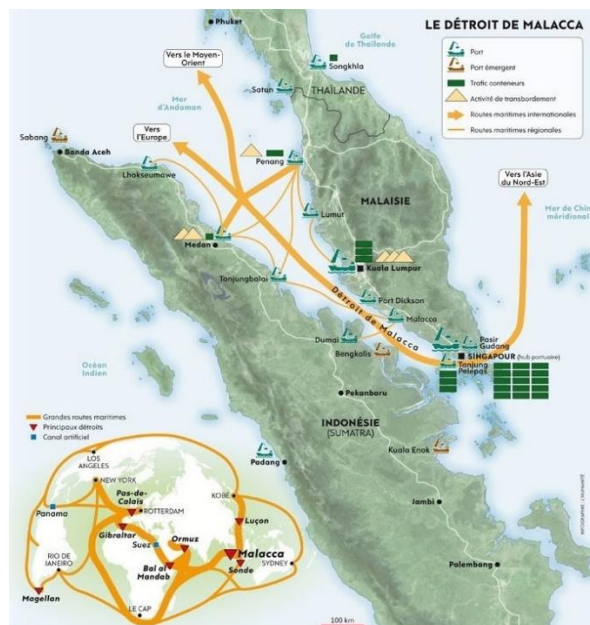 LE DÉTROIT DE MALACCA
Port
Port émergent
Trafic conteneurs
Activité de transbordement
Routes maritimes internationales
Routes maritimes régionales
Phuket
Golfe
de Thaïlande
Vers le Moyen-
Orient
Songkhla
Satun
THAÏLANDE
Mer
d'Andaman
Sabang
Vers
l'Europe
Banda Aceh
Penang
Lhokseumawe
Vers l'Asie
du Nord-Est
MALAISIE
Lumut
Mer de Chine
méridionale
Medan
Kuala Lumpur
Tanjungbalai
Port Dickson
Détroit de Malacca
Malacca
Dumai
Bengkalis
Pasir
Gudang
SINGAPOUR (hub portuaire)
Tanjung
Pelepas
Océan
Indien
Pekanbaru
INDONÉSIE
(SUMATRA)
Kuala Enok
Padang
Jambi
Palembang
100 km
INFOGRAPHIE : L'HUMANITÉ
Grandes routes maritimes
Principaux détroits
Canal artificiel
LOS
ANGELES
NEW YORK
Pas-de-
Calais
ROTTERDAM
KOBÉ
Panama
Gibraltar
Suez
Ormuz
Luçon
Malacca
RIO DE
JANEIRO
Bal al
Mandab
Sonde
SYDNEY
Magellan
LE CAP